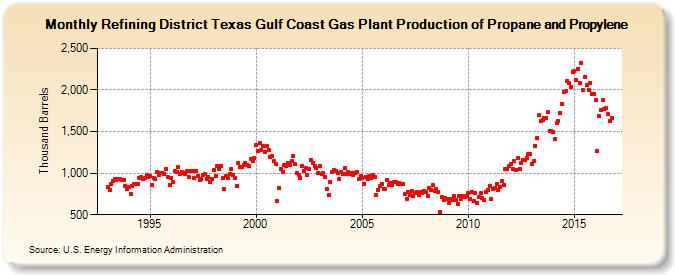 Monthly Refining District Texas Gulf Coast Gas Plant Production of Propane and Propylene
Thousand Barrels
2,500
2,000
1,500
1,000
500
1995 2000 2005 2010 2015
Source: U.S. Energy Information Administration